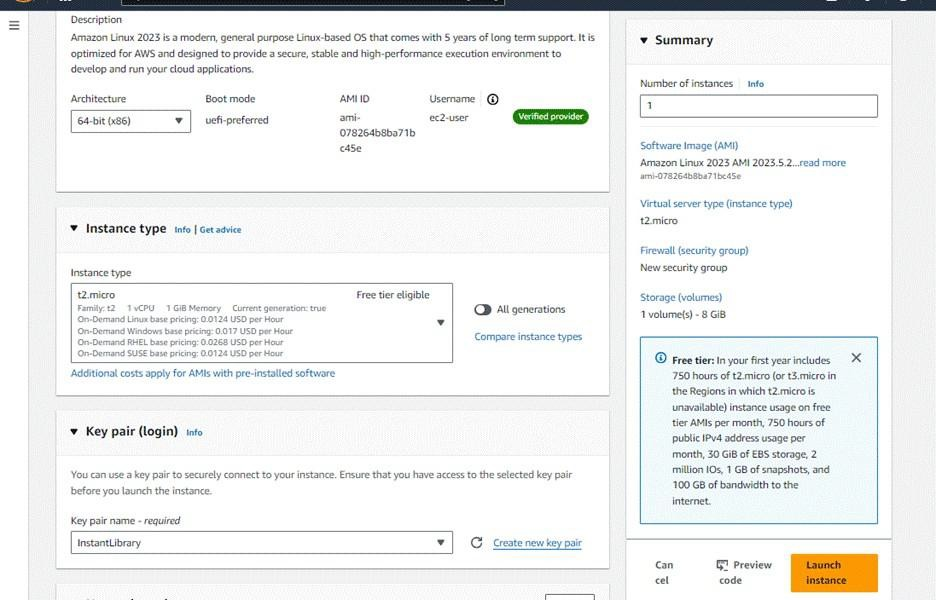 Description
Amazon Linux 2023 is a modern, general purpose Linux-based OS that comes with 5 years of long term support. It is
optimized for AWS and designed to provide a secure, stable and high-performance execution environment to
develop and run your cloud applications.
Architecture
64-bit (x86)
Boot mode
uefi-preferred
AMI ID
ami-
078264b8ba71b
c45e
Username
ec2-user
Verified provider
Instance type Info | Get advice
Instance type
t2.micro Free tier eligible
Family: t2 1 vCPU 1 GiB Memory Current generation: true
On-Demand Linux base pricing: 0.0124 USD per Hour
On-Demand Windows base pricing: 0.017 USD per Hour
On-Demand RHEL base pricing: 0.0268 USD per Hour
On-Demand SUSE base pricing: 0.0124 USD per Hour
All generations
Compare instance types
Additional costs apply for AMIs with pre-installed software
Key pair (login) Info
You can use a key pair to securely connect to your instance. Ensure that you have access to the selected key pair
before you launch the instance.
Key pair name - required
InstantLibrary
Create new key pair
Summary
Number of instances Info
1
Software Image (AMI)
Amazon Linux 2023 AMI 2023.5.2...read more
ami-078264b8ba71bc45e
Virtual server type (instance type)
t2.micro
Firewall (security group)
New security group
Storage (volumes)
1 volume(s) - 8 GiB
Free tier: In your first year includes
750 hours of t2.micro (or t3.micro in
the Regions in which t2.micro is
unavailable) instance usage on free
tier AMIs per month, 750 hours of
public IPv4 address usage per
month, 30 GiB of EBS storage, 2
million IOs, 1 GB of snapshots, and
100 GB of bandwidth to the
internet.
Can
cel
Preview
code
Launch
instance